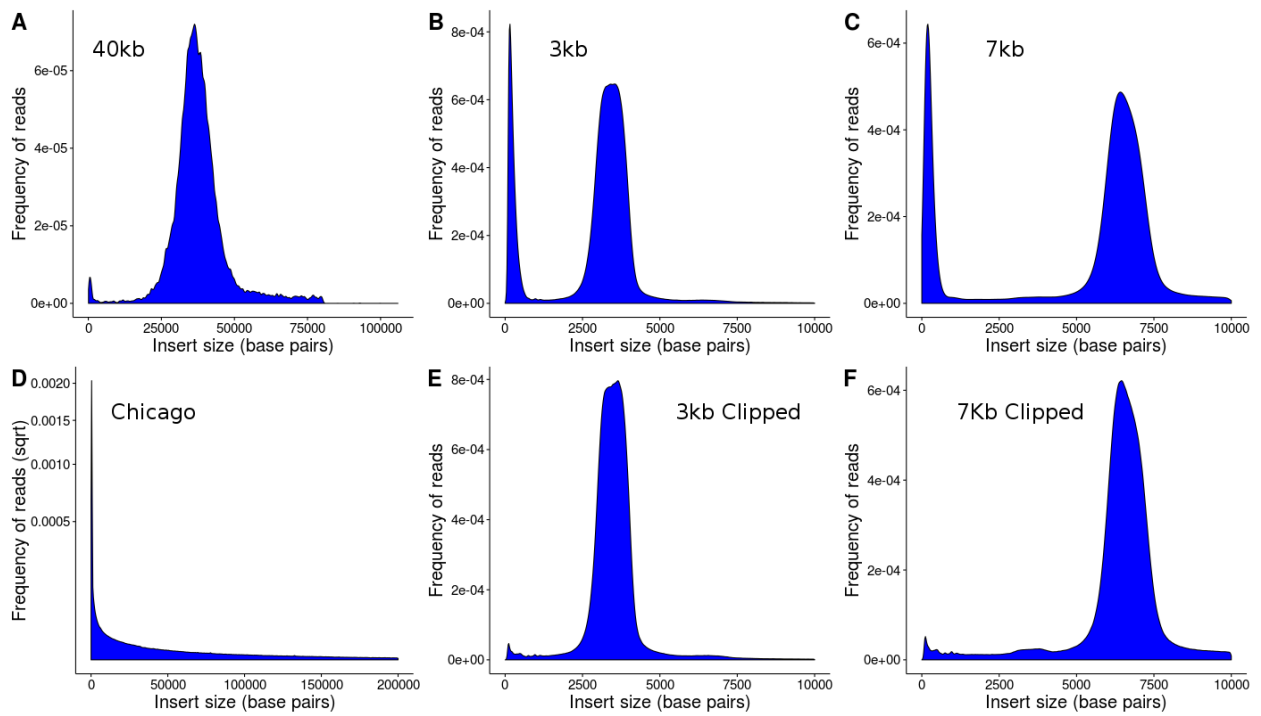 A
40kb
Frequency of reads
6e-05
4e-05
2e-05
0e+00
0 25000 50000 75000 100000
Insert size (base pairs)
B
3kb
Frequency of reads
8e-04
6e-04
4e-04
2e-04
0e+00
0 2500 5000 7500 10000
Insert size (base pairs)
C
7kb
Frequency of reads
6e-04
4e-04
2e-04
0e+00
0 2500 5000 7500 10000
Insert size (base pairs)
D
Chicago
Frequency of reads (sqrt)
0.0020
0.0015
0.0010
0.0005
0 50000 100000 150000 200000
Insert size (base pairs)
E
3kb Clipped
Frequency of reads
8e-04
6e-04
4e-04
2e-04
0e+00
0 2500 5000 7500 10000
Insert size (base pairs)
F
7Kb Clipped
Frequency of reads
6e-04
4e-04
2e-04
0e+00
0 2500 5000 7500 10000
Insert size (base pairs)